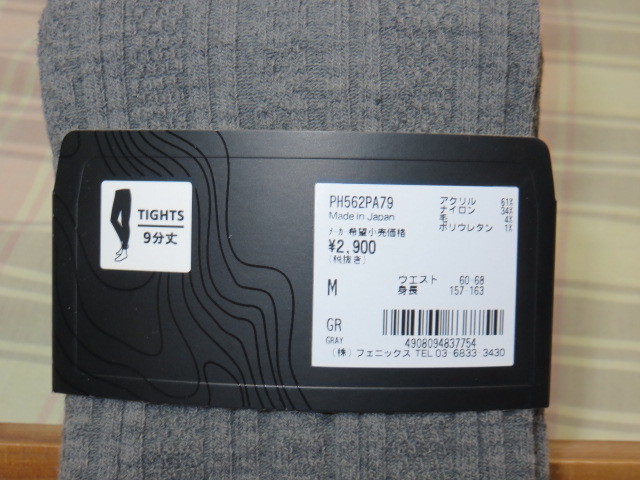 TIGHTS
9分丈
PH562PA79
Made in Japan
アクリル 61%
ナイロン 34%
毛 4%
ポリウレタン 1%
メーカー希望小売価格
¥2,900
(税抜き)
M
ウエスト 60-68
身長 157-163
GR
GRAY
4908094837754
(株) フェニックス TEL 03-6833-3430